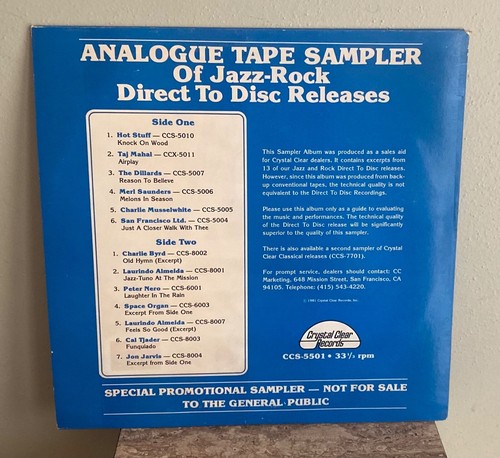 ANALOGUE TAPE SAMPLER
Of Jazz-Rock
Direct To Disc Releases
Side One
1. Hot Stuff — CCS-5010
Knock On Wood
2. Taj Mahal — CCX-5011
Airplay
3. The Dillards — CCS-5007
Reason To Believe
4. Merl Saunders — CCS-5006
Melons In Season
5. Charlie Musselwhite — CCS-5005
6. San Francisco Ltd. — CCS-5004
Just A Closer Walk With Thee
Side Two
1. Charlie Byrd — CCS-8002
Old Hymn (Excerpt)
2. Laurindo Almeida — CCS-8001
Jazz-Tuno At The Mission
3. Peter Nero — CCS-6001
Laughter In The Rain
4. Space Organ — CCS-6003
Excerpt From Side One
5. Laurindo Almeida — CCS-8007
Feels So Good (Excerpt)
6. Cal Tjader — CCS-8003
Funquiado
7. Jon Jarvis — CCS-8004
Excerpt from Side One
This Sampler Album was produced as a sales aid
for Crystal Clear dealers. It contains excerpts from
13 of our Jazz and Rock Direct To Disc releases.
However, since this album was produced from back-
up conventional tapes, the technical quality is not
equivalent to the Direct To Disc Recordings.
Please use this album only as a guide to evaluating
the music and performances. The technical quality
of the Direct To Disc release will be significantly
superior to the quality of this sampler.
There is also available a second sampler of Crystal
Clear Classical releases (CCS-7701).
For prompt service, dealers should contact: CC
Marketing, 648 Mission Street, San Francisco, CA
94105. Telephone: (415) 543-4220.
© 1981 Crystal Clear Records, Inc.
Crystal Clear
Records
CCS-5501 • 33⅓ rpm
SPECIAL PROMOTIONAL SAMPLER — NOT FOR SALE
TO THE GENERAL PUBLIC